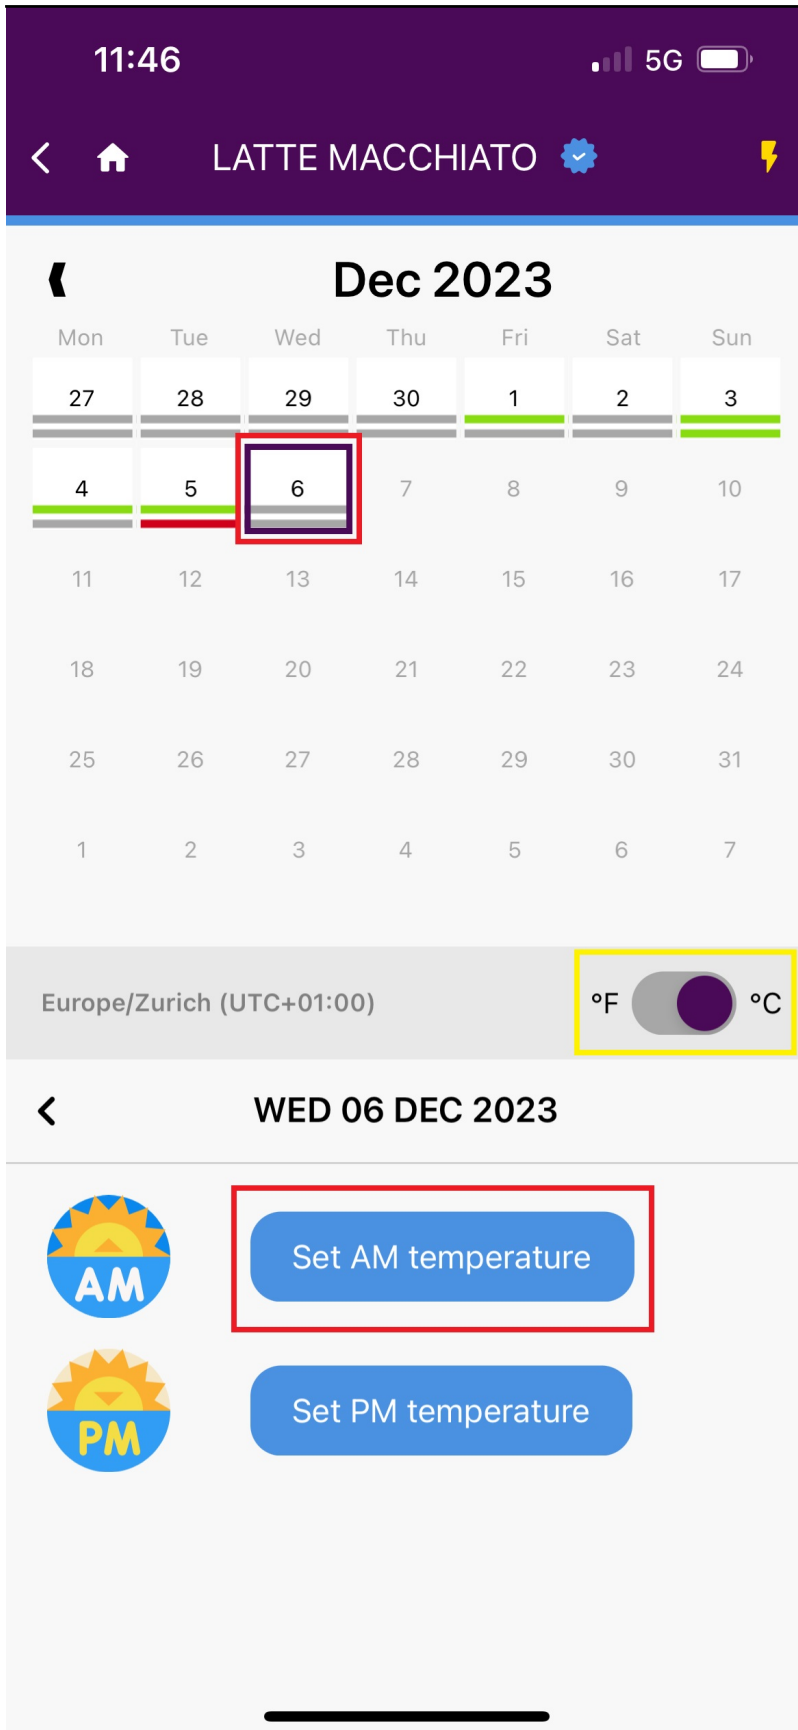 11:46 5G
LATTE MACCHIATO
Dec 2023
Mon Tue Wed Thu Fri Sat Sun
27 28 29 30 1 2 3
4 5 6 7 8 9 10
11 12 13 14 15 16 17
18 19 20 21 22 23 24
25 26 27 28 29 30 31
1 2 3 4 5 6 7
Europe/Zurich (UTC+01:00) °F °C
WED 06 DEC 2023
AM Set AM temperature
PM Set PM temperature